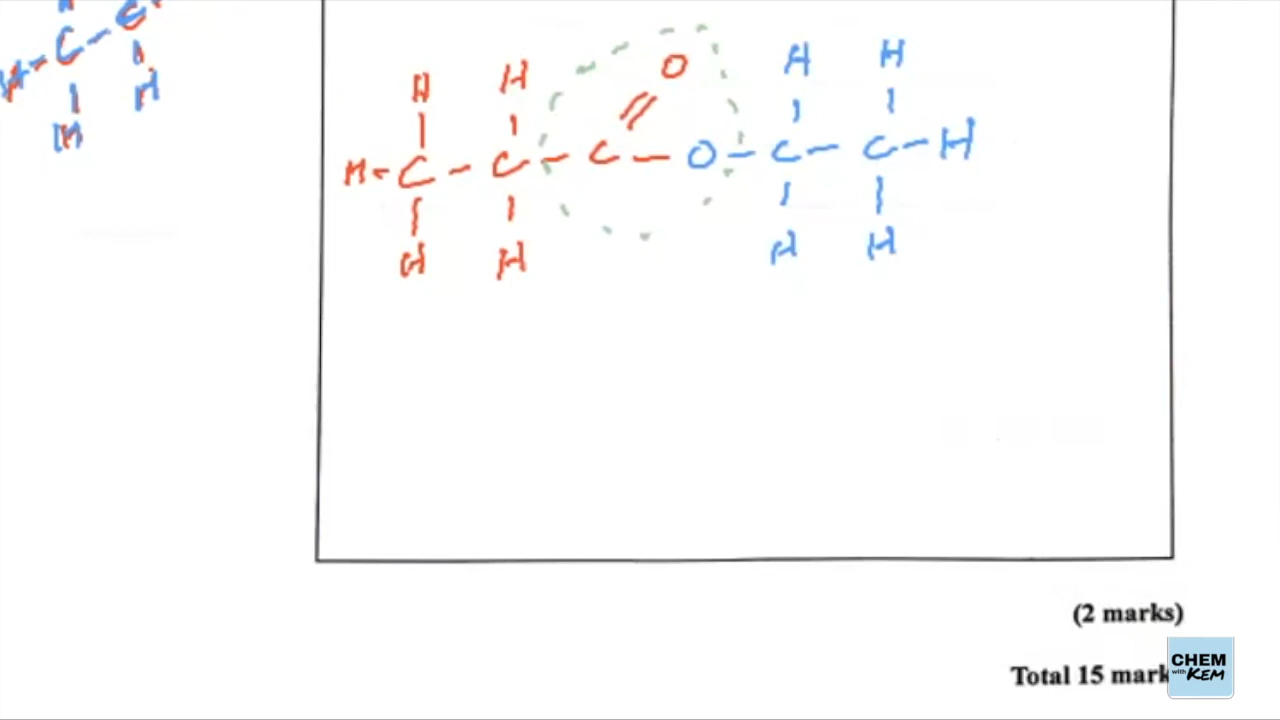 C - C
H - C - C
H H
H H O H H
H - C - C - C - O - C - C - H
H H H H
(2 marks)
Total 15 mark
CHEM
with KEM